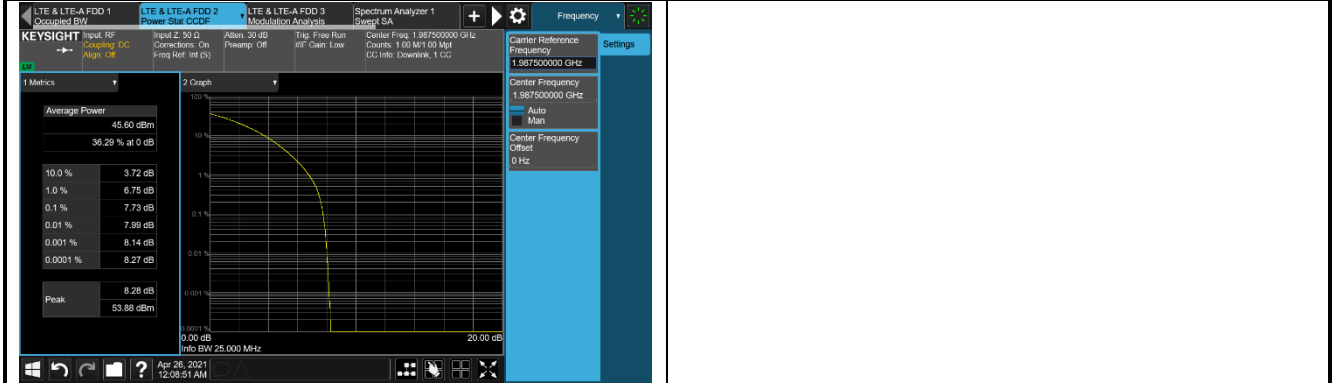 LTE & LTE-A FDD 1
Occupied BW
LTE & LTE-A FDD 2
Power Stat CCDF
LTE & LTE-A FDD 3
Modulation Analysis
Spectrum Analyzer 1
Swept SA
Frequency
KEYSIGHT
Input: RF
Coupling: DC
Align: Off
Input Z: 50 Ω
Corrections: On
Freq Ref: Int (S)
Atten: 30 dB
Preamp: Off
Trig: Free Run
#IF Gain: Low
Center Freq: 1.987500000 GHz
Counts: 1.00 M/1.00 Mpt
CC Info: Downlink, 1 CC
Carrier Reference
Frequency
1.987500000 GHz
Settings
Center Frequency
1.987500000 GHz
Auto
Man
Center Frequency
Offset
0 Hz
1 Metrics
Average Power
45.60 dBm
36.29 % at 0 dB
10.0 % 3.72 dB
1.0 % 6.75 dB
0.1 % 7.73 dB
0.01 % 7.99 dB
0.001 % 8.14 dB
0.0001 % 8.27 dB
Peak
8.28 dB
53.88 dBm
2 Graph
100 %
10 %
1 %
0.1 %
0.01 %
0.001 %
0.0001 %
0.00 dB
20.00 dB
Info BW 25.000 MHz
?
Apr 26, 2021
12:08:51 AM